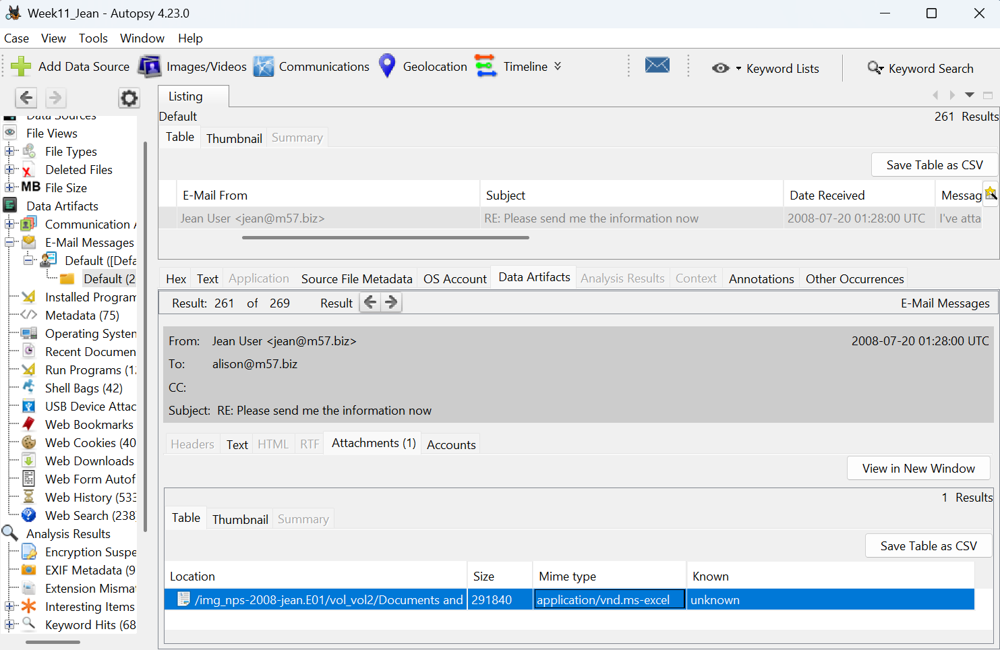 Week11_Jean - Autopsy 4.23.0
Case View Tools Window Help
Add Data Source Images/Videos Communications Geolocation Timeline Keyword Lists Keyword Search
Listing
Data Sources
File Views
File Types
Deleted Files
MB File Size
Data Artifacts
Communication A
E-Mail Messages
Default ([Defa
Default (2
Installed Program
Metadata (75)
Operating System
Recent Documen
Run Programs (12
Shell Bags (42)
USB Device Attac
Web Bookmarks
Web Cookies (40
Web Downloads
Web Form Autof
Web History (533
Web Search (238)
Analysis Results
Encryption Suspe
EXIF Metadata (9
Extension Mismat
Interesting Items
Keyword Hits (68
Default 261 Results
Table Thumbnail Summary
Save Table as CSV
E-Mail From Subject Date Received Messag
Jean User <jean@m57.biz> RE: Please send me the information now 2008-07-20 01:28:00 UTC I've atta
Hex Text Application Source File Metadata OS Account Data Artifacts Analysis Results Context Annotations Other Occurrences
Result: 261 of 269 Result E-Mail Messages
From: Jean User <jean@m57.biz> 2008-07-20 01:28:00 UTC
To: alison@m57.biz
CC:
Subject: RE: Please send me the information now
Headers Text HTML RTF Attachments (1) Accounts
View in New Window
1 Results
Table Thumbnail Summary
Save Table as CSV
Location Size Mime type Known
/img_nps-2008-jean.E01/vol_vol2/Documents and 291840 application/vnd.ms-excel unknown